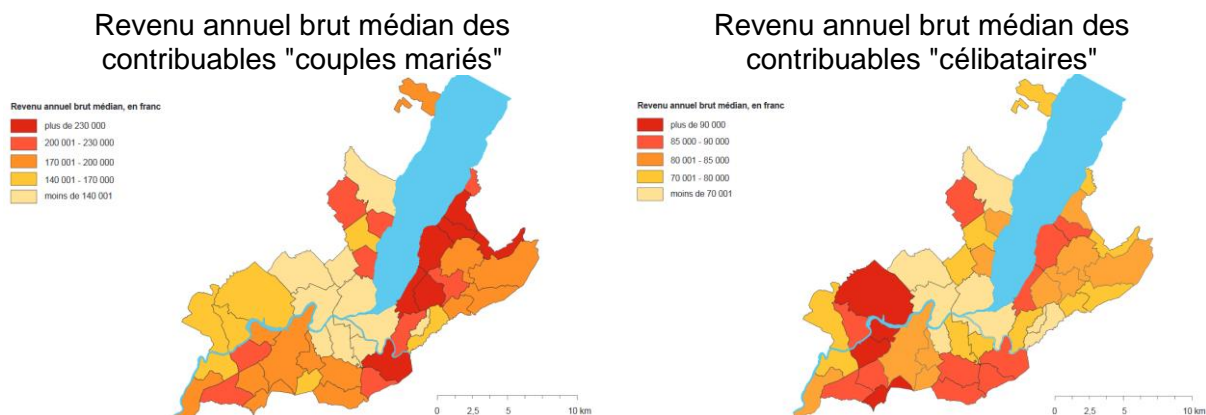 Revenu annuel brut médian des
contribuables "couples mariés"
Revenu annuel brut médian, en franc
plus de 230 000
200 001 - 230 000
170 001 - 200 000
140 001 - 170 000
moins de 140 001
0 2,5 5 10 km
Revenu annuel brut médian des
contribuables "célibataires"
Revenu annuel brut médian, en franc
plus de 90 000
85 000 - 90 000
80 001 - 85 000
70 001 - 80 000
moins de 70 001
0 2,5 5 10 km